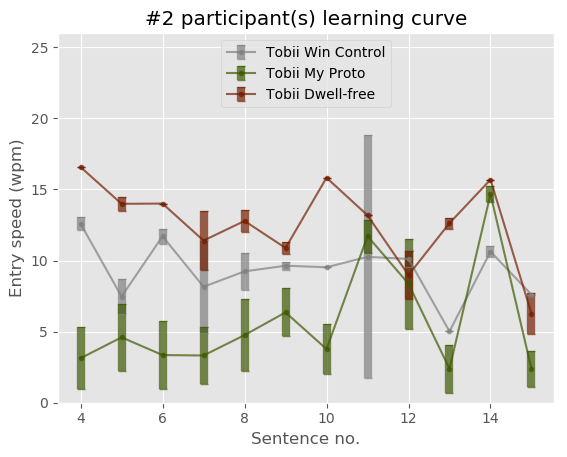 #2 participant(s) learning curve
Tobii Win Control
Tobii My Proto
Tobii Dwell-free
Entry speed (wpm)
25
20
15
10
5
0
4 6 8 10 12 14
Sentence no.